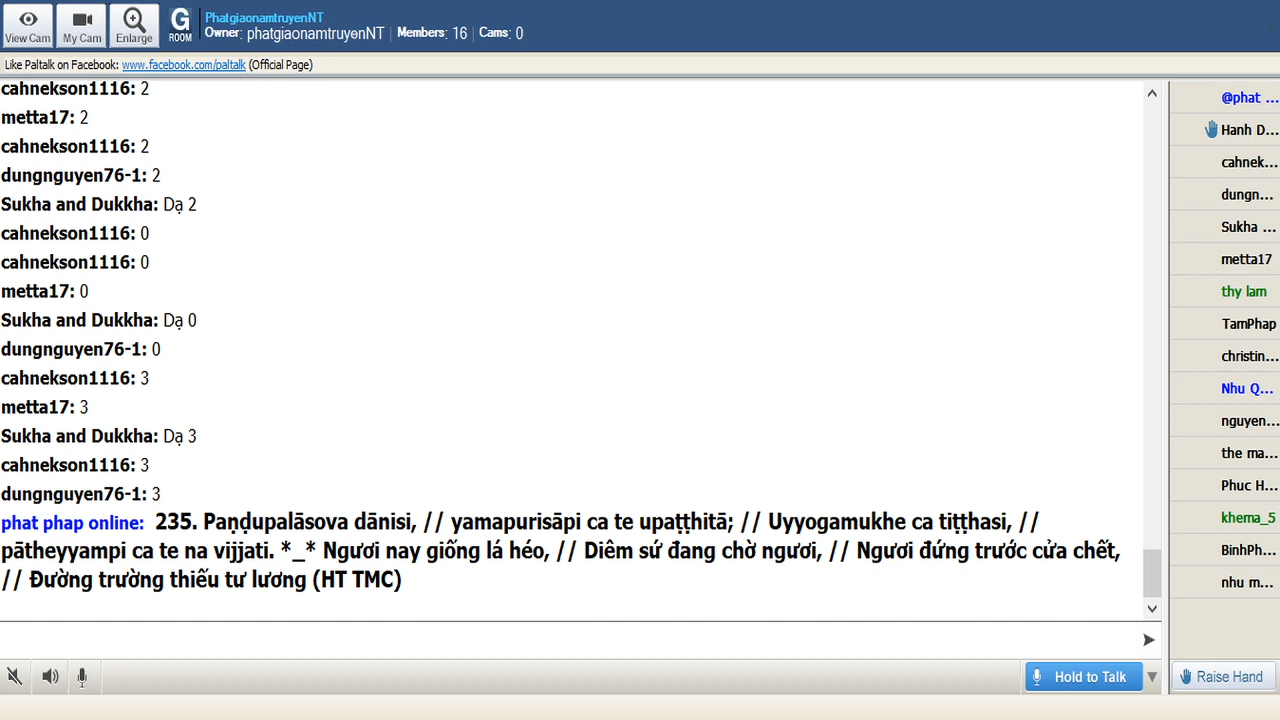 View Cam
My Cam
Enlarge
G
ROOM
PhatgiaonamtruyenNT
Owner: phatgiaonamtruyenNT | Members: 16 | Cams: 0
Like Paltalk on Facebook: www.facebook.com/paltalk (Official Page)
cahnekson1116: 2
metta17: 2
cahnekson1116: 2
dungnguyen76-1: 2
Sukha and Dukkha: Dạ 2
cahnekson1116: 0
cahnekson1116: 0
metta17: 0
Sukha and Dukkha: Dạ 0
dungnguyen76-1: 0
cahnekson1116: 3
metta17: 3
Sukha and Dukkha: Dạ 3
cahnekson1116: 3
dungnguyen76-1: 3
phat phap online: 235. Paṇḍupalāsova dānisi, // yamapurisāpi ca te upaṭṭhitā; // Uyyogamukhe ca tiṭṭhasi, //
pātheyyampi ca te na vijjati. *_* Ngươi nay giống lá héo, // Diêm sứ đang chờ ngươi, // Ngươi đứng trước cửa chết,
// Đường trường thiếu tư lương (HT TMC)
@phat ...
Hanh D...
cahnek...
dungn...
Sukha ...
metta17
thy lam
TamPhap
christin...
Nhu Q...
nguyen...
the ma...
Phuc H...
khema_5
BinhPh...
nhu m...
Hold to Talk
Raise Hand